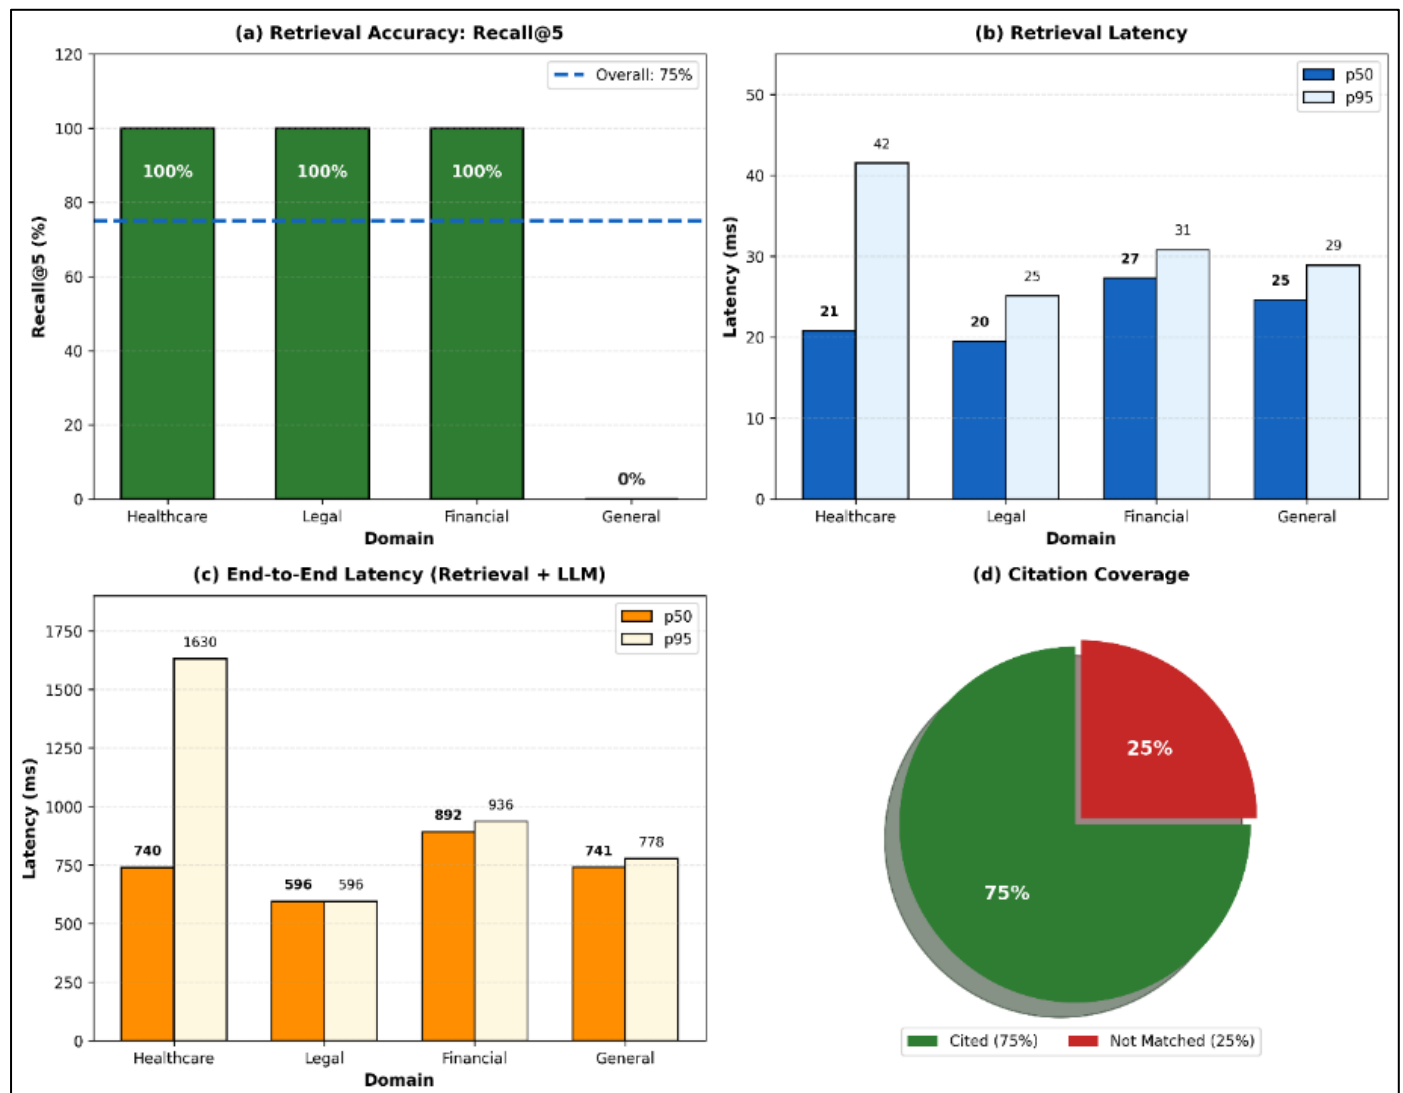 (a) Retrieval Accuracy: Recall@5
Overall: 75%
120
100
80
60
40
20
0
Recall@5 (%)
100%
100%
100%
0%
Healthcare
Legal
Financial
General
Domain
(b) Retrieval Latency
p50
p95
50
40
30
20
10
0
Latency (ms)
21
42
20
25
27
31
25
29
Healthcare
Legal
Financial
General
Domain
(c) End-to-End Latency (Retrieval + LLM)
p50
p95
1750
1500
1250
1000
750
500
250
0
Latency (ms)
740
1630
596
596
892
936
741
778
Healthcare
Legal
Financial
General
Domain
(d) Citation Coverage
25%
75%
Cited (75%)
Not Matched (25%)